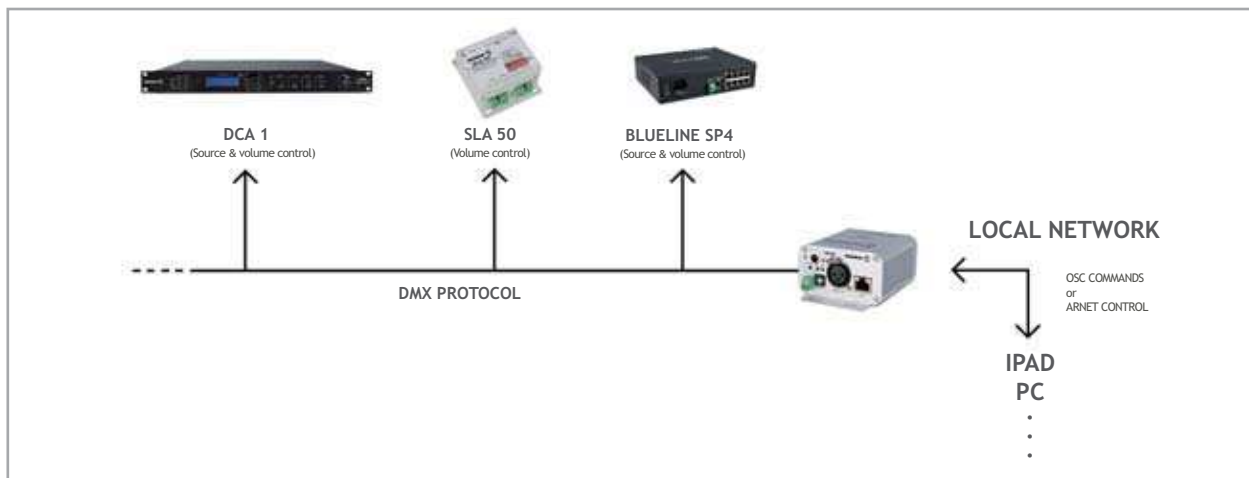 DCA 1
(Source & volume control)
SLA 50
(Volume control)
BLUELINE SP4
(Source & volume control)
DMX PROTOCOL
LOCAL NETWORK
OSC COMMANDS
or
ARNET CONTROL
IPAD
PC